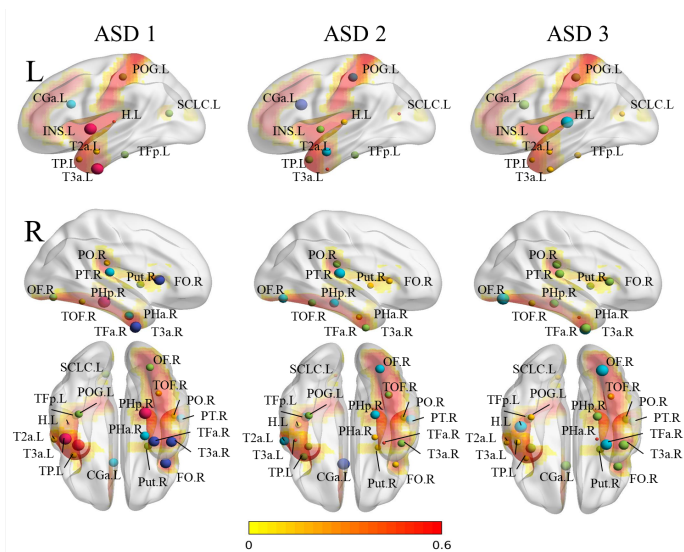 ASD 1 ASD 2 ASD 3
L
POG.L POG.L POG.L
CGa.L SCLC.L CGa.L SCLC.L CGa.L SCLC.L
H.L H.L H.L
INS.L INS.L INS.L
T2a.L T2a.L T2a.L
TP.L TFp.L TP.L TFp.L TP.L TFp.L
T3a.L T3a.L T3a.L
R
PO.R PO.R PO.R
PT.R Put.R FO.R PT.R Put.R FO.R PT.R Put.R FO.R
OF.R PHp.R OF.R PHp.R OF.R PHp.R
TOF.R PHa.R TOF.R PHa.R TOF.R PHa.R
TFa.R T3a.R TFa.R T3a.R TFa.R T3a.R
SCLC.L OF.R SCLC.L OF.R SCLC.L OF.R
TFp.L POG.L TOF.R PO.R TFp.L POG.L TOF.R PO.R TFp.L POG.L TOF.R PO.R
H.L PHp.R PT.R H.L PHp.R PT.R H.L PHp.R PT.R
T2a.L PHa.R TFa.R T2a.L PHa.R TFa.R T2a.L PHa.R TFa.R
T3a.L T3a.R T3a.L T3a.R T3a.L T3a.R
TP.L CGa.L Put.R FO.R TP.L CGa.L Put.R FO.R TP.L CGa.L Put.R FO.R
0 0.6